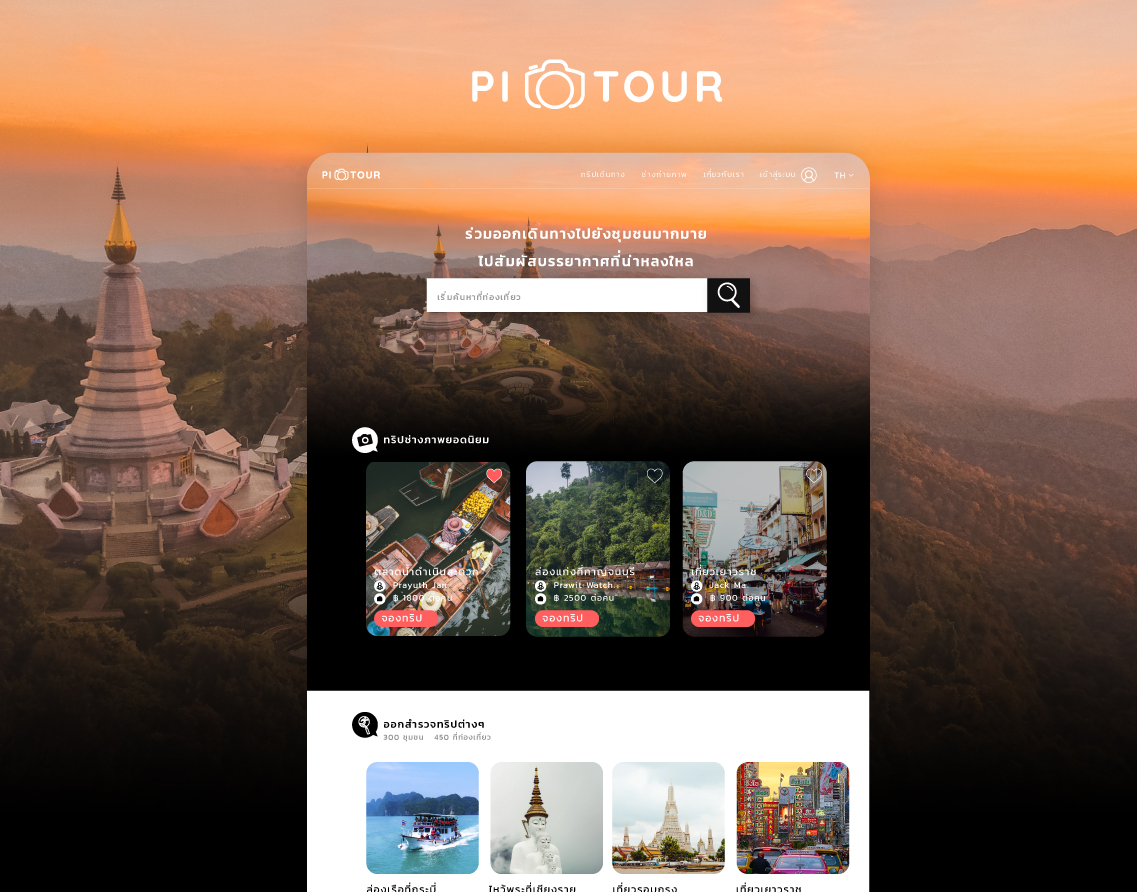 PI TOUR
PI TOUR
ทริปเดินทาง ช่างถ่ายภาพ เกี่ยวกับเรา เข้าสู่ระบบ TH
ร่วมออกเดินทางไปยังชุมชนมากมาย
ไปสัมผัสบรรยากาศที่น่าหลงใหล
เริ่มค้นหาที่ท่องเที่ยว
ทริปช่างภาพยอดนิยม
ตลาดน้ำดำเนินสะดวก
Prayuth Jan
฿ 1800 ต่อคน
จองทริป
ล่องแก่งที่กาญจนบุรี
Prawit Watch
฿ 2500 ต่อคน
จองทริป
เที่ยวเยาวราช
Jack Ma
฿ 900 ต่อคน
จองทริป
ออกสำรวจทริปต่างๆ
300 ชุมชน 450 ที่ท่องเที่ยว
ล่องเรือที่กระบี่
ไหว้พระที่เชียงราย
เที่ยวรอบกรุง
เที่ยวเยาวราช